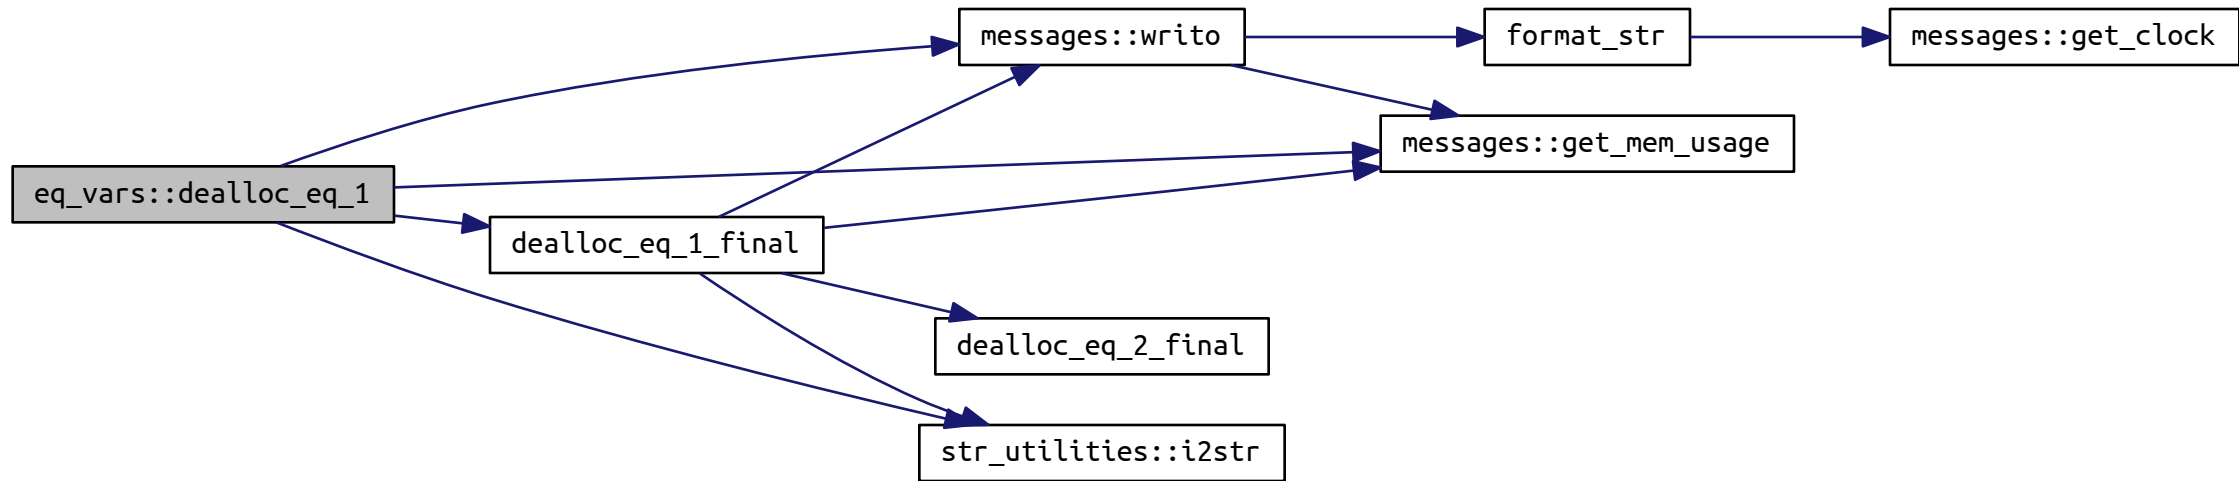 messages::writo
format_str
messages::get_clock
messages::get_mem_usage
eq_vars::dealloc_eq_1
dealloc_eq_1_final
dealloc_eq_2_final
str_utilities::i2str